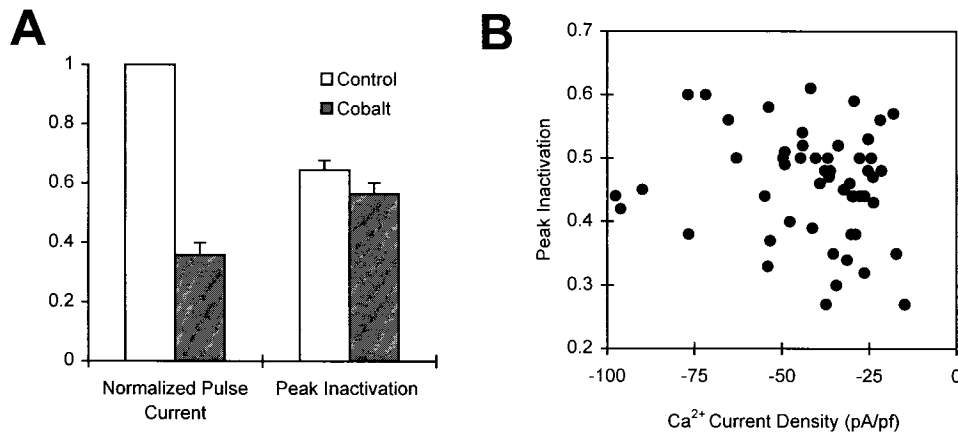 A
1
0.8
0.6
0.4
0.2
0
Control
Cobalt
Normalized Pulse
Current
Peak Inactivation
B
0.7
0.6
0.5
0.4
0.3
0.2
Peak Inactivation
-100
-75
-50
-25
0
Ca²⁺ Current Density (pA/pf)